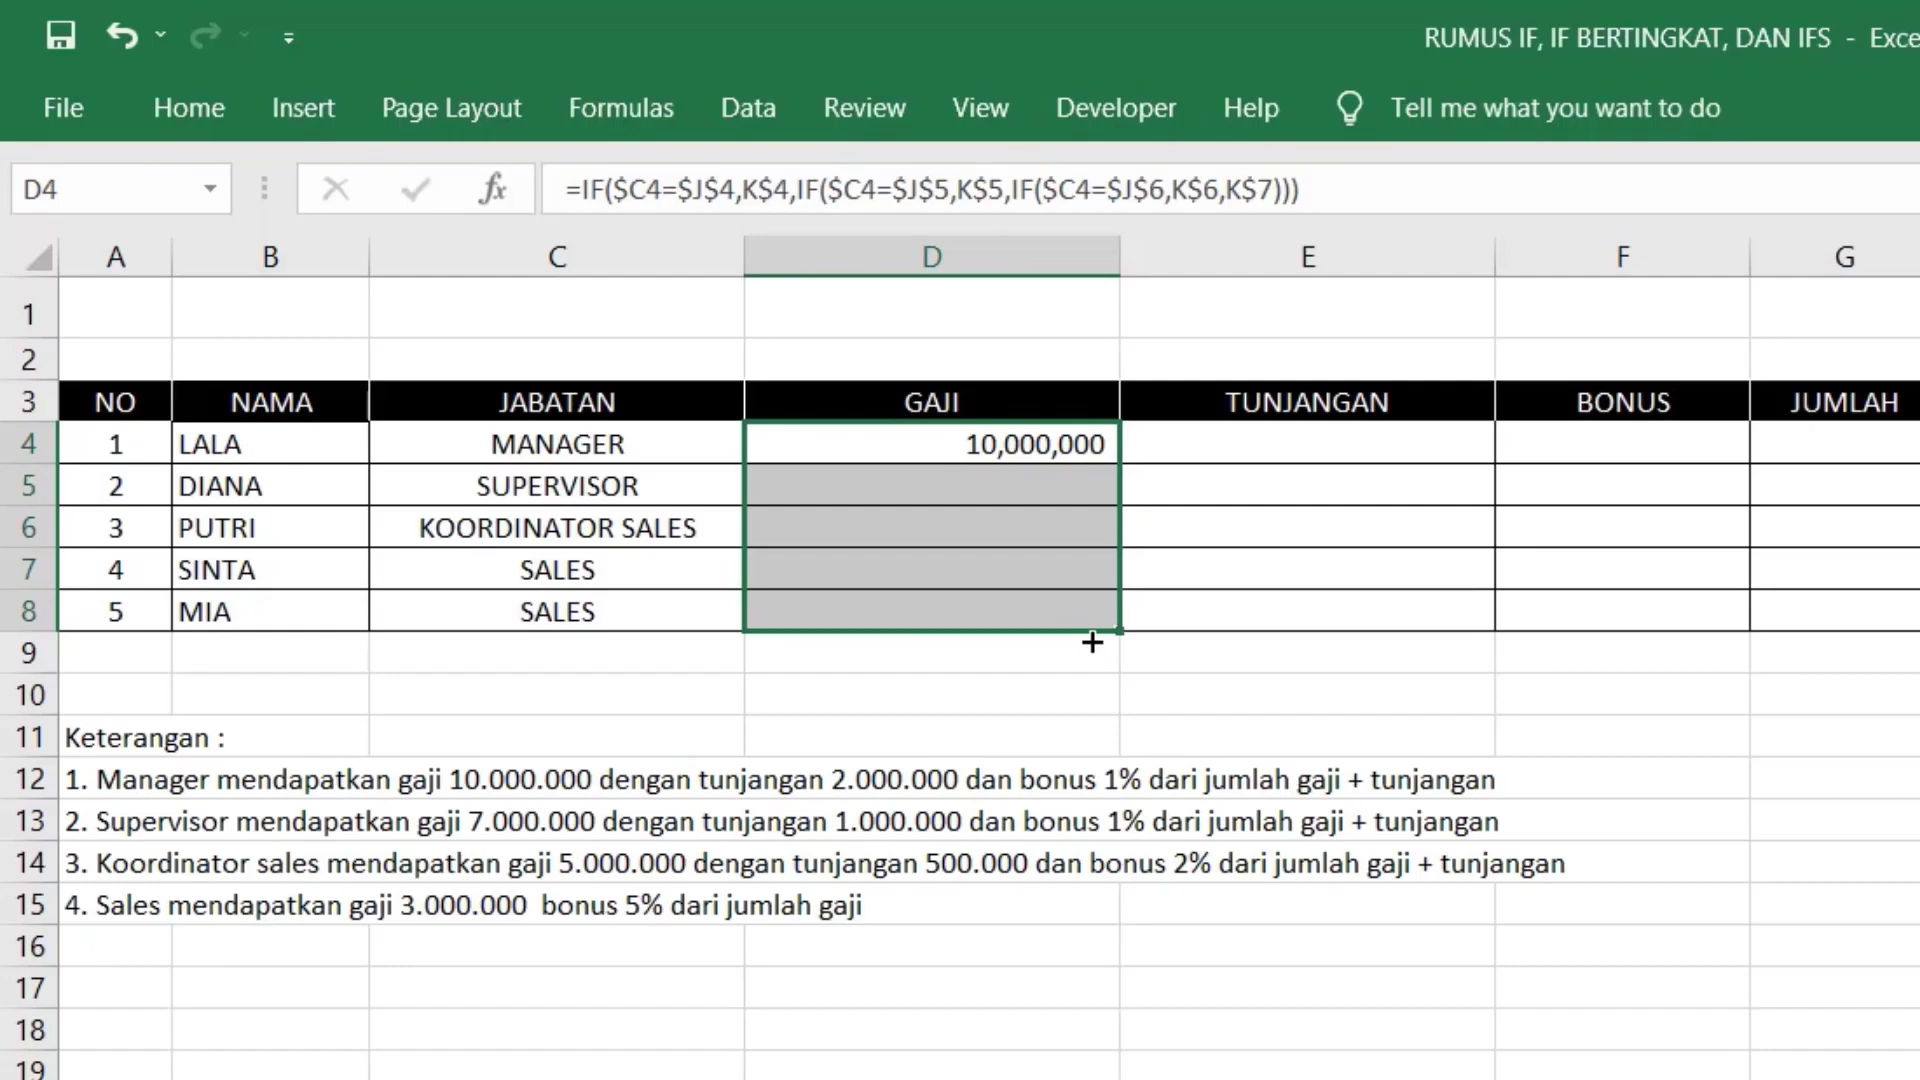 RUMUS IF, IF BERTINGKAT, DAN IFS - Exce
File Home Insert Page Layout Formulas Data Review View Developer Help Tell me what you want to do
D4 fx =IF($C4=$J$4,K$4,IF($C4=$J$5,K$5,IF($C4=$J$6,K$6,K$7)))
A B C D E F G
1
2
3 NO NAMA JABATAN GAJI TUNJANGAN BONUS JUMLAH
4 1 LALA MANAGER 10,000,000
5 2 DIANA SUPERVISOR
6 3 PUTRI KOORDINATOR SALES
7 4 SINTA SALES
8 5 MIA SALES
9
10
11 Keterangan :
12 1. Manager mendapatkan gaji 10.000.000 dengan tunjangan 2.000.000 dan bonus 1% dari jumlah gaji + tunjangan
13 2. Supervisor mendapatkan gaji 7.000.000 dengan tunjangan 1.000.000 dan bonus 1% dari jumlah gaji + tunjangan
14 3. Koordinator sales mendapatkan gaji 5.000.000 dengan tunjangan 500.000 dan bonus 2% dari jumlah gaji + tunjangan
15 4. Sales mendapatkan gaji 3.000.000 bonus 5% dari jumlah gaji
16
17
18
19